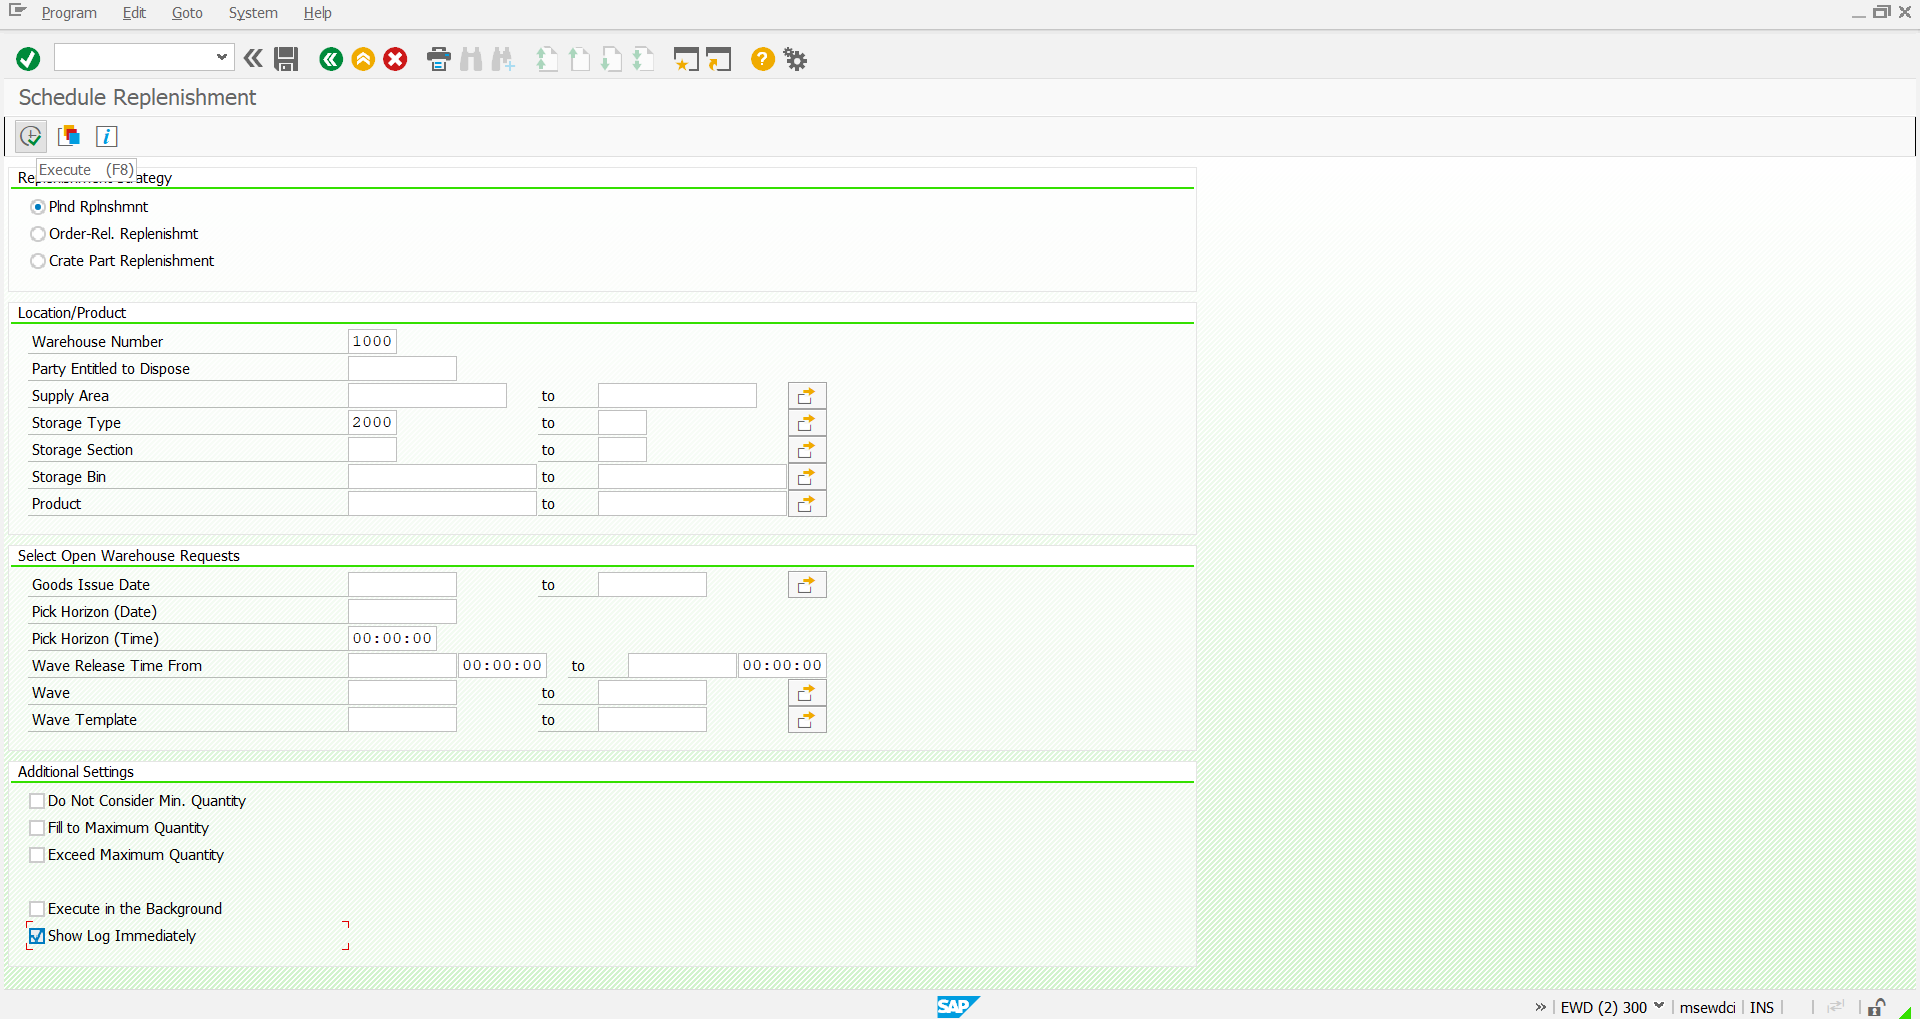 Program Edit Goto System Help
Schedule Replenishment
Execute (F8)
Replenishment Strategy
Plnd Rplnshmnt
Order-Rel. Replenishmt
Crate Part Replenishment
Location/Product
Warehouse Number 1000
Party Entitled to Dispose
Supply Area to
Storage Type 2000 to
Storage Section to
Storage Bin to
Product to
Select Open Warehouse Requests
Goods Issue Date to
Pick Horizon (Date)
Pick Horizon (Time) 00:00:00
Wave Release Time From 00:00:00 to 00:00:00
Wave to
Wave Template to
Additional Settings
Do Not Consider Min. Quantity
Fill to Maximum Quantity
Exceed Maximum Quantity
Execute in the Background
Show Log Immediately
SAP EWD (2) 300 msewdci INS